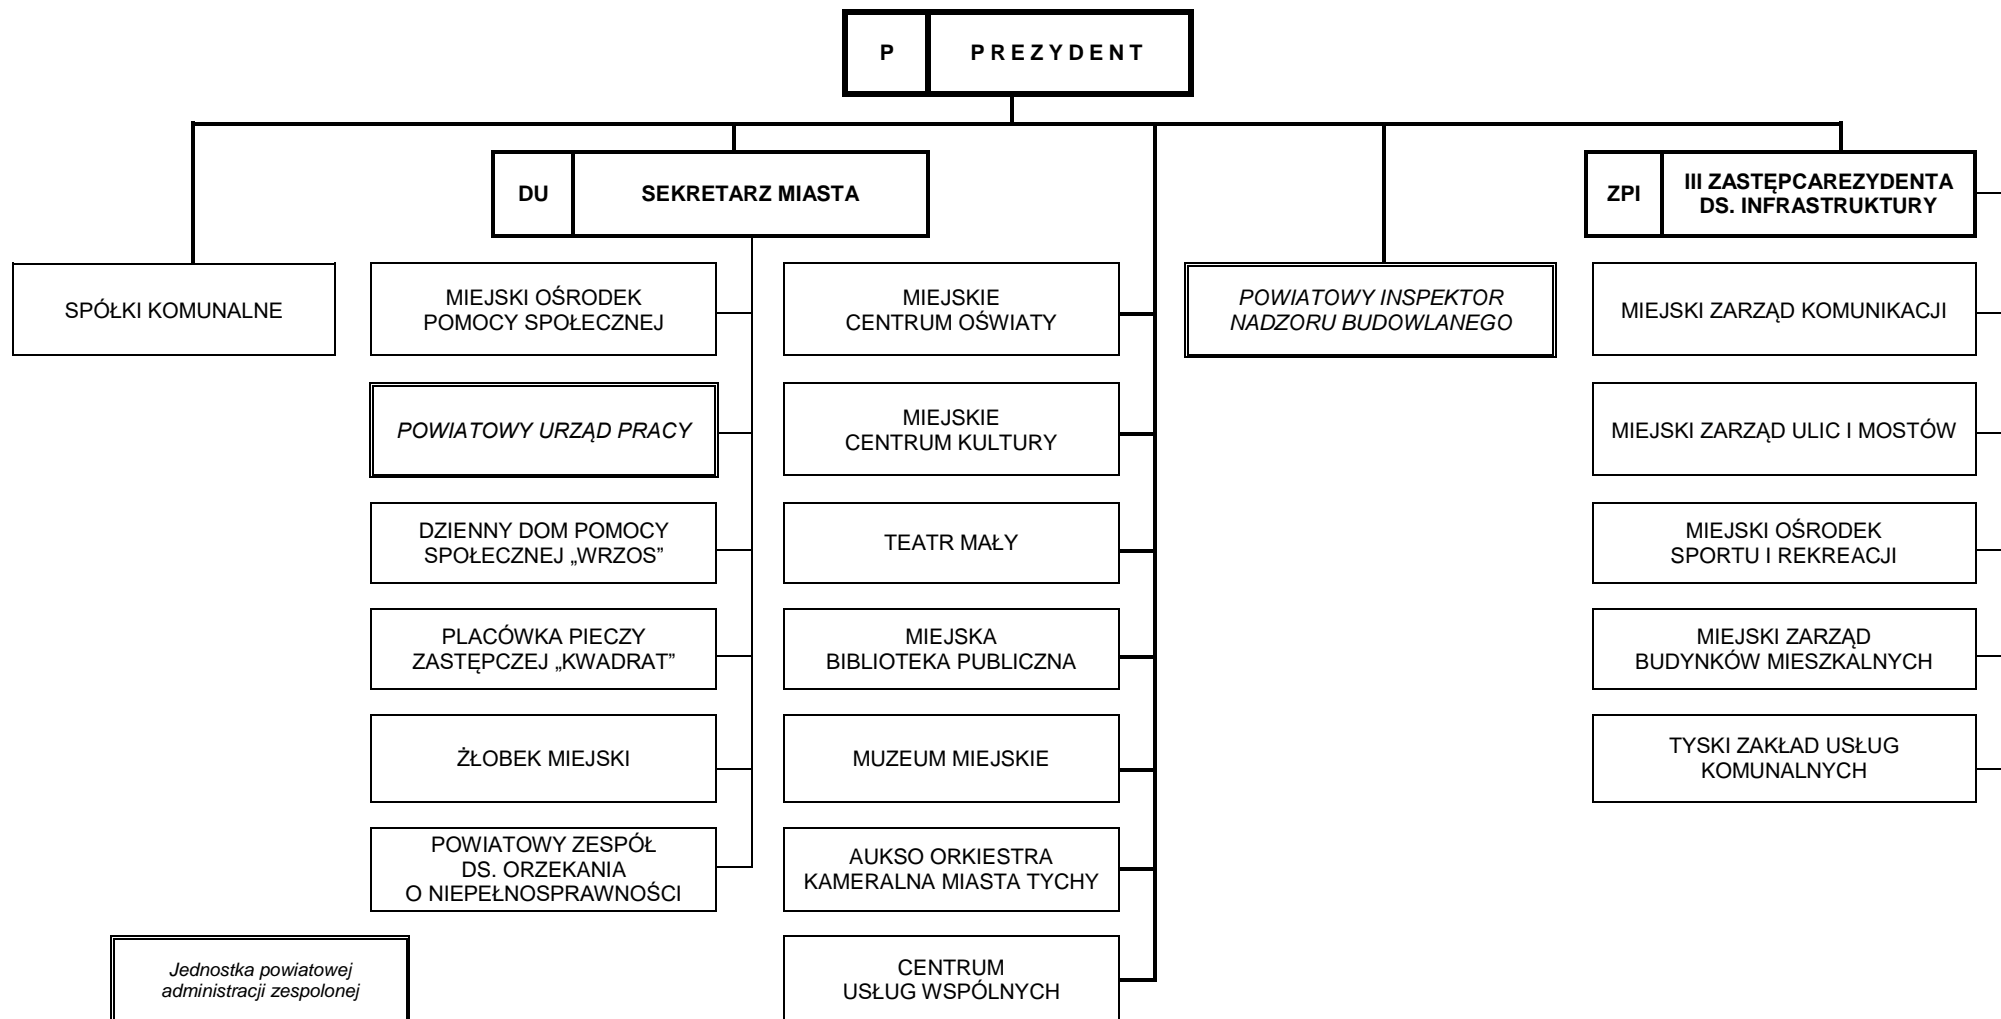 P
P R E Z Y D E N T
DU
SEKRETARZ MIASTA
ZPI
III ZASTĘPCAREZYDENTA
DS. INFRASTRUKTURY
SPÓŁKI KOMUNALNE
MIEJSKI OŚRODEK
POMOCY SPOŁECZNEJ
POWIATOWY URZĄD PRACY
DZIENNY DOM POMOCY
SPOŁECZNEJ „WRZOS”
PLACÓWKA PIECZY
ZASTĘPCZEJ „KWADRAT”
ŻŁOBEK MIEJSKI
POWIATOWY ZESPÓŁ
DS. ORZEKANIA
O NIEPEŁNOSPRAWNOŚCI
MIEJSKIE
CENTRUM OŚWIATY
MIEJSKIE
CENTRUM KULTURY
TEATR MAŁY
MIEJSKA
BIBLIOTEKA PUBLICZNA
MUZEUM MIEJSKIE
AUKSO ORKIESTRA
KAMERALNA MIASTA TYCHY
CENTRUM
USŁUG WSPÓLNYCH
POWIATOWY INSPEKTOR
NADZORU BUDOWLANEGO
MIEJSKI ZARZĄD KOMUNIKACJI
MIEJSKI ZARZĄD ULIC I MOSTÓW
MIEJSKI OŚRODEK
SPORTU I REKREACJI
MIEJSKI ZARZĄD
BUDYNKÓW MIESZKALNYCH
TYSKI ZAKŁAD USŁUG
KOMUNALNYCH
Jednostka powiatowej
administracji zespolonej